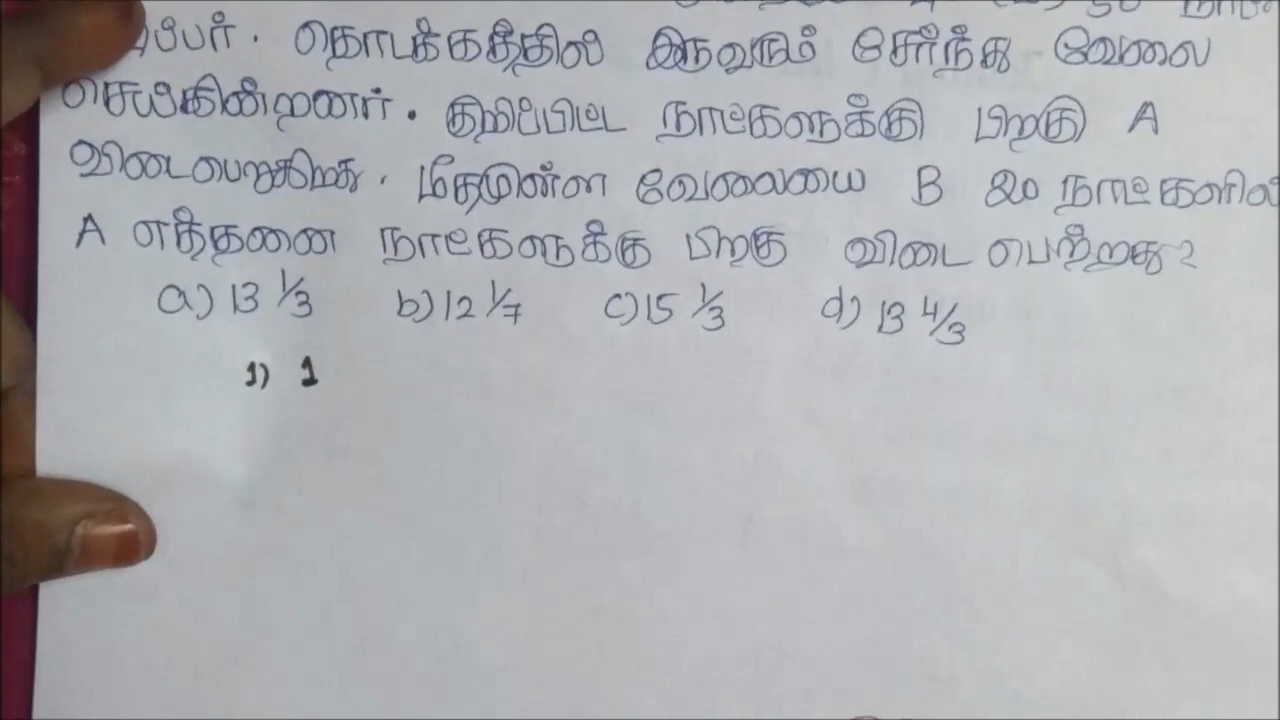 நாட
ப்பர். தொடக்கத்தில் இருவரும் சேர்ந்து வேலை
செய்கின்றனர். குறிப்பிட்ட நாட்களுக்கு பிறகு A
விடைபெறுகிறது. மீதமுள்ள வேலையை B 20 நாட்களில்
A எத்தனை நாட்களுக்கு பிறகு விடை பெற்றது?
a) 13 1/3 b) 12 1/7 c) 15 1/3 d) 13 4/3
1) 1